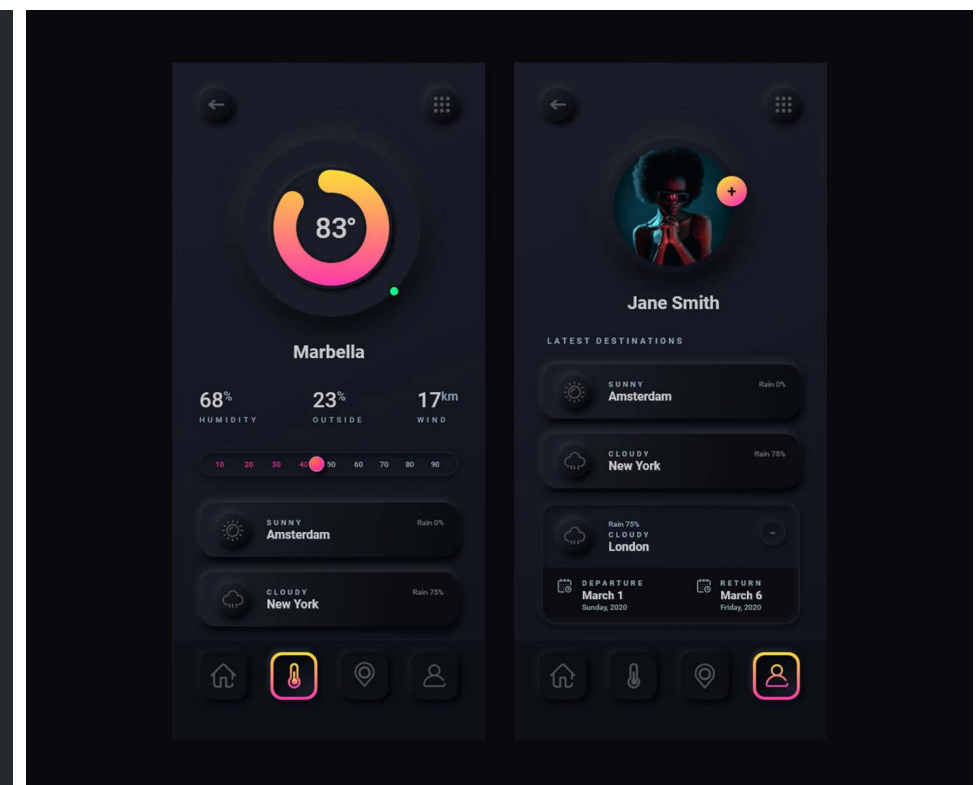 83°
Marbella
68% 23% 17km
HUMIDITY OUTSIDE WIND
10 20 30 40 50 60 70 80 90
SUNNY
Amsterdam
Rain 0%
CLOUDY
New York
Rain 75%
+
Jane Smith
LATEST DESTINATIONS
SUNNY
Amsterdam
Rain 0%
CLOUDY
New York
Rain 75%
Rain 75%
CLOUDY
London
DEPARTURE
March 1
Sunday, 2020
RETURN
March 6
Friday, 2020